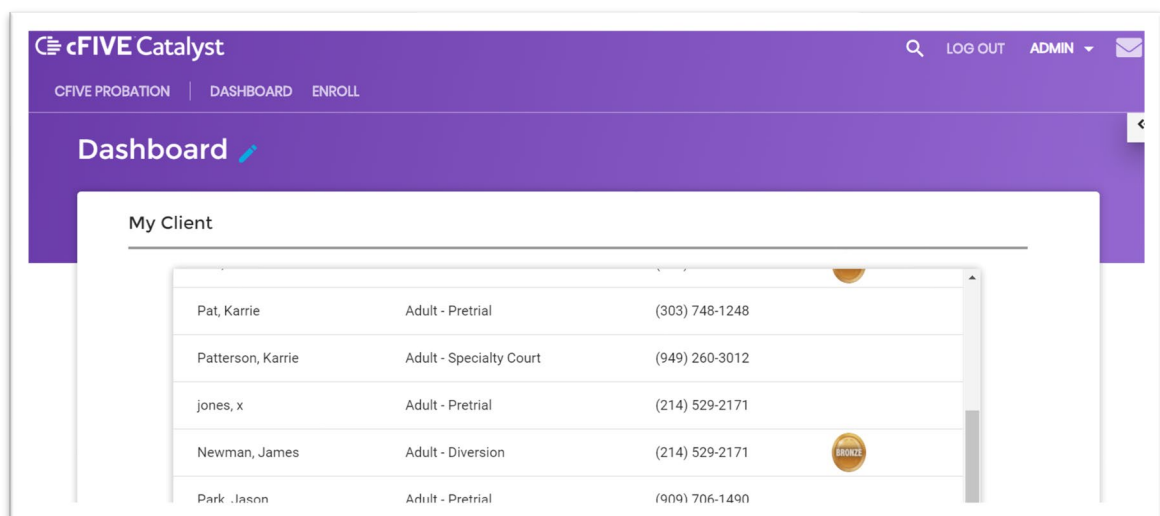 cFIVE Catalyst
LOG OUT ADMIN
CFIVE PROBATION DASHBOARD ENROLL
Dashboard
My Client
Pat, Karrie Adult - Pretrial (303) 748-1248
Patterson, Karrie Adult - Specialty Court (949) 260-3012
jones, x Adult - Pretrial (214) 529-2171
Newman, James Adult - Diversion (214) 529-2171 BRONZE
Park, Jason Adult - Pretrial (909) 706-1490